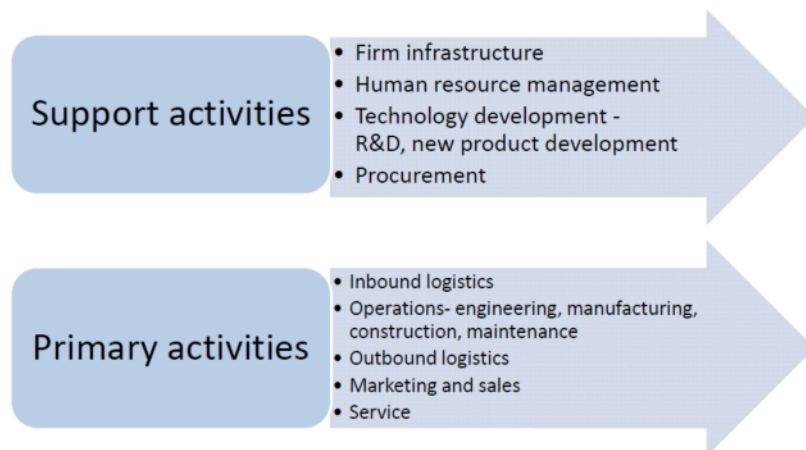 Support activities
• Firm infrastructure
• Human resource management
• Technology development -
R&D, new product development
• Procurement
Primary activities
• Inbound logistics
• Operations- engineering, manufacturing,
construction, maintenance
• Outbound logistics
• Marketing and sales
• Service